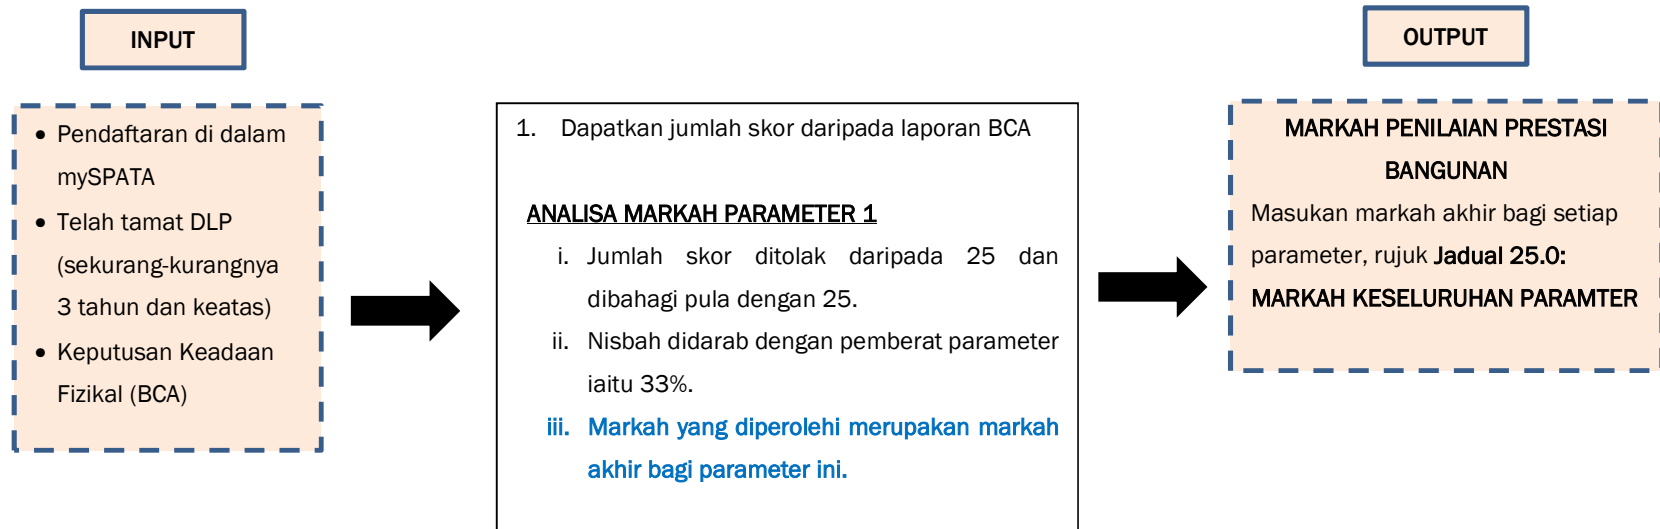 INPUT
• Pendaftaran di dalam
mySPATA
• Telah tamat DLP
(sekurang-kurangnya
3 tahun dan keatas)
• Keputusan Keadaan
Fizikal (BCA)
1. Dapatkan jumlah skor daripada laporan BCA
ANALISA MARKAH PARAMETER 1
i. Jumlah skor ditolak daripada 25 dan
dibahagi pula dengan 25.
ii. Nisbah didarab dengan pemberat parameter
iaitu 33%.
iii. Markah yang diperolehi merupakan markah
akhir bagi parameter ini.
OUTPUT
MARKAH PENILAIAN PRESTASI
BANGUNAN
Masukan markah akhir bagi setiap
parameter, rujuk Jadual 25.0:
MARKAH KESELURUHAN PARAMTER